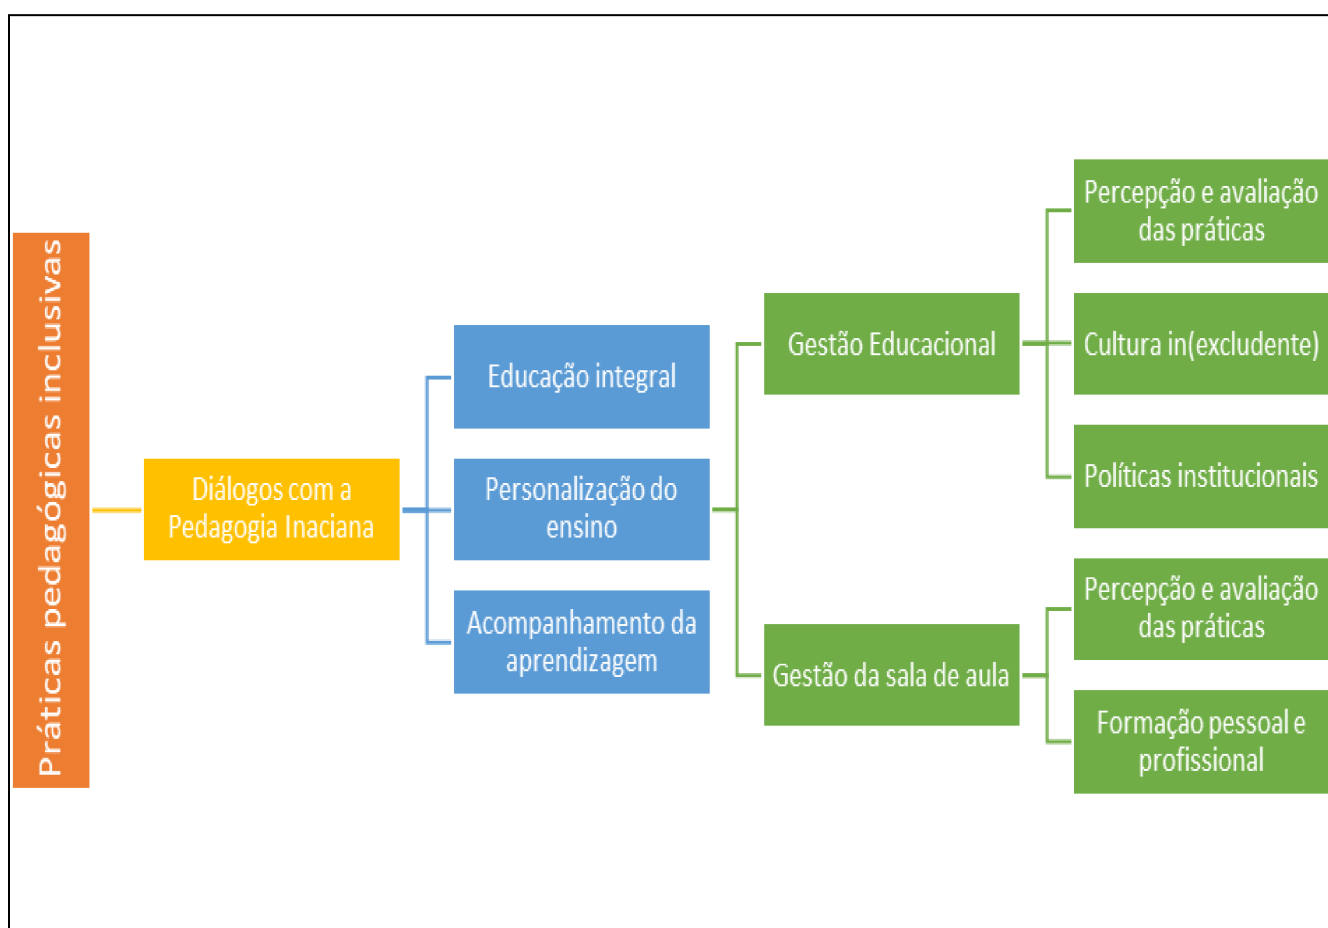 Práticas pedagógicas inclusivas
Diálogos com a
Pedagogia Inaciana
Educação integral
Personalização do
ensino
Acompanhamento da
aprendizagem
Gestão Educacional
Gestão da sala de aula
Percepção e avaliação
das práticas
Cultura in(excludente)
Políticas institucionais
Percepção e avaliação
das práticas
Formação pessoal e
profissional